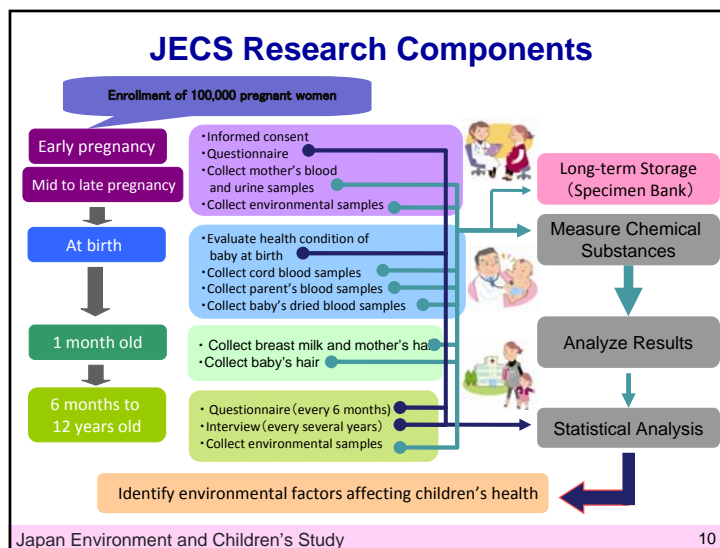 JECS Research Components
Enrollment of 100,000 pregnant women
Early pregnancy
Mid to late pregnancy
At birth
1 month old
6 months to
12 years old
・Informed consent
・Questionnaire
・Collect mother's blood
and urine samples
・Collect environmental samples
・Evaluate health condition of
baby at birth
・Collect cord blood samples
・Collect parent's blood samples
・Collect baby's dried blood samples
・Collect breast milk and mother's hair
・Collect baby's hair
・Questionnaire (every 6 months)
・Interview (every several years)
・Collect environmental samples
Long-term Storage
(Specimen Bank)
Measure Chemical
Substances
Analyze Results
Statistical Analysis
Identify environmental factors affecting children's health
Japan Environment and Children's Study
10